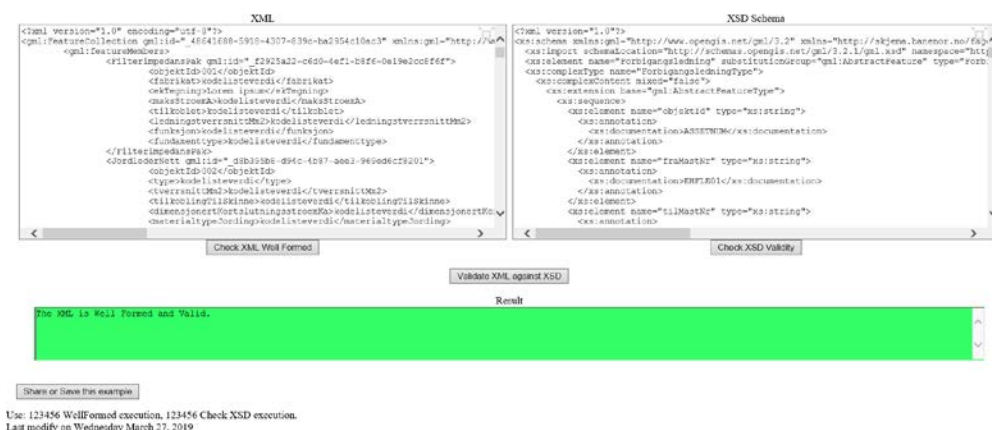 XML
<?xml version="1.0" encoding="utf-8"?>
<gml:FeatureCollection gml:id="_48641688-5918-4307-839c-ba2954c10ac3" xmlns:gml="http://
<gml:featureMembers>
<FilterimpedansPak gml:id="_f2925a22-c6d0-4ef1-b8f6-0e19e2cc8f6f">
<objektId>001</objektId>
<fabrikat>kodelisteverdi</fabrikat>
<ekTegning>Lorem ipsum</ekTegning>
<maksStroemA>kodelisteverdi</maksStroemA>
<tilkoblet>kodelisteverdi</tilkoblet>
<ledningstverrsnittMm2>kodelisteverdi</ledningstverrsnittMm2>
<funksjon>kodelisteverdi</funksjon>
<fundamenttype>kodelisteverdi</fundamenttype>
</FilterimpedansPak>
<JordlederNett gml:id="_d8b395b8-d94c-4b87-aee3-969ed6cf8201">
<objektId>002</objektId>
<type>kodelisteverdi</type>
<tverrsnittMm2>kodelisteverdi</tverrsnittMm2>
<tilkoblingTilSkinne>kodelisteverdi</tilkoblingTilSkinne>
<dimensjonertKortslutningsstroemKa>kodelisteverdi</dimensjonertKo
<materialtypeJording>kodelisteverdi</materialtypeJording>
Check XML Well Formed
XSD Schema
<?xml version="1.0"?>
<xs:schema xmlns:gml="http://www.opengis.net/gml/3.2" xmlns="http://skjema.banenor.no/
<xs:import schemaLocation="http://schemas.opengis.net/gml/3.2.1/gml.xsd" namespace="http
<xs:element name="Forbigangsledning" substitutionGroup="gml:AbstractFeature" type="Forbi
<xs:complexType name="ForbigangsledningType">
<xs:complexContent mixed="false">
<xs:extension base="gml:AbstractFeatureType">
<xs:sequence>
<xs:element name="objektId" type="xs:string">
<xs:annotation>
<xs:documentation>ASSETNUM</xs:documentation>
</xs:annotation>
</xs:element>
<xs:element name="fraMastNr" type="xs:string">
<xs:annotation>
<xs:documentation>EHFLE01</xs:documentation>
</xs:annotation>
</xs:element>
<xs:element name="tilMastNr" type="xs:string">
<xs:annotation>
Check XSD Validity
Validate XML against XSD
Result
The XML is Well Formed and Valid.
Share or Save this example
Use: 123456 WellFormed execution, 123456 Check XSD execution.
Last modify on Wednesday March 27, 2019